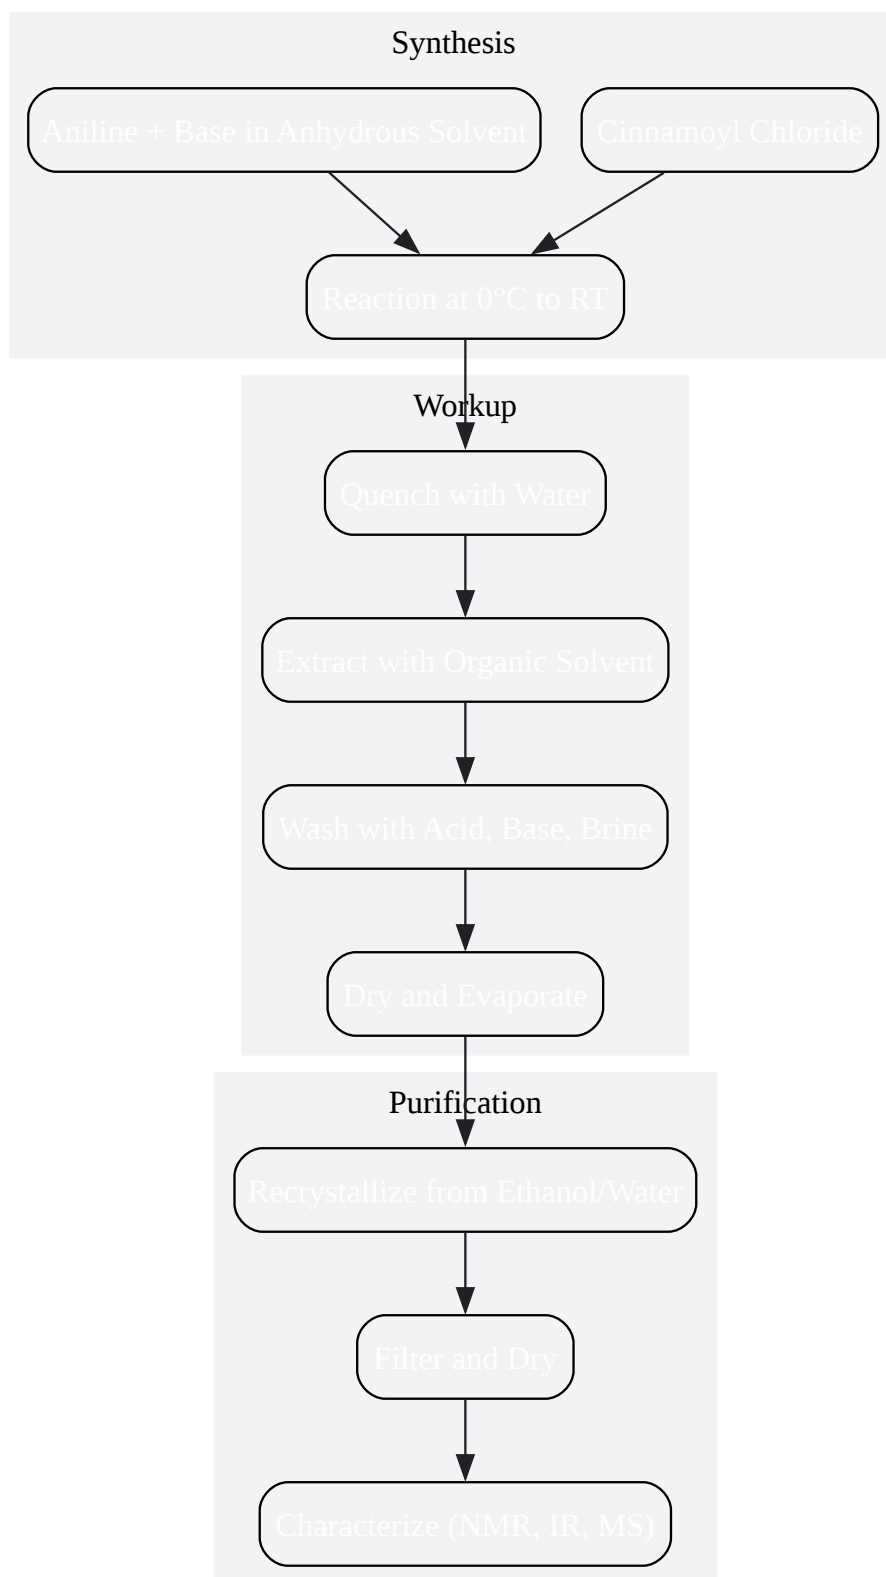 Synthesis
Aniline + Base in Anhydrous Solvent
Cinnamoyl Chloride
Reaction at 0°C to RT
Workup
Quench with Water
Extract with Organic Solvent
Wash with Acid, Base, Brine
Dry and Evaporate
Purification
Recrystallize from Ethanol/Water
Filter and Dry
Characterize (NMR, IR, MS)